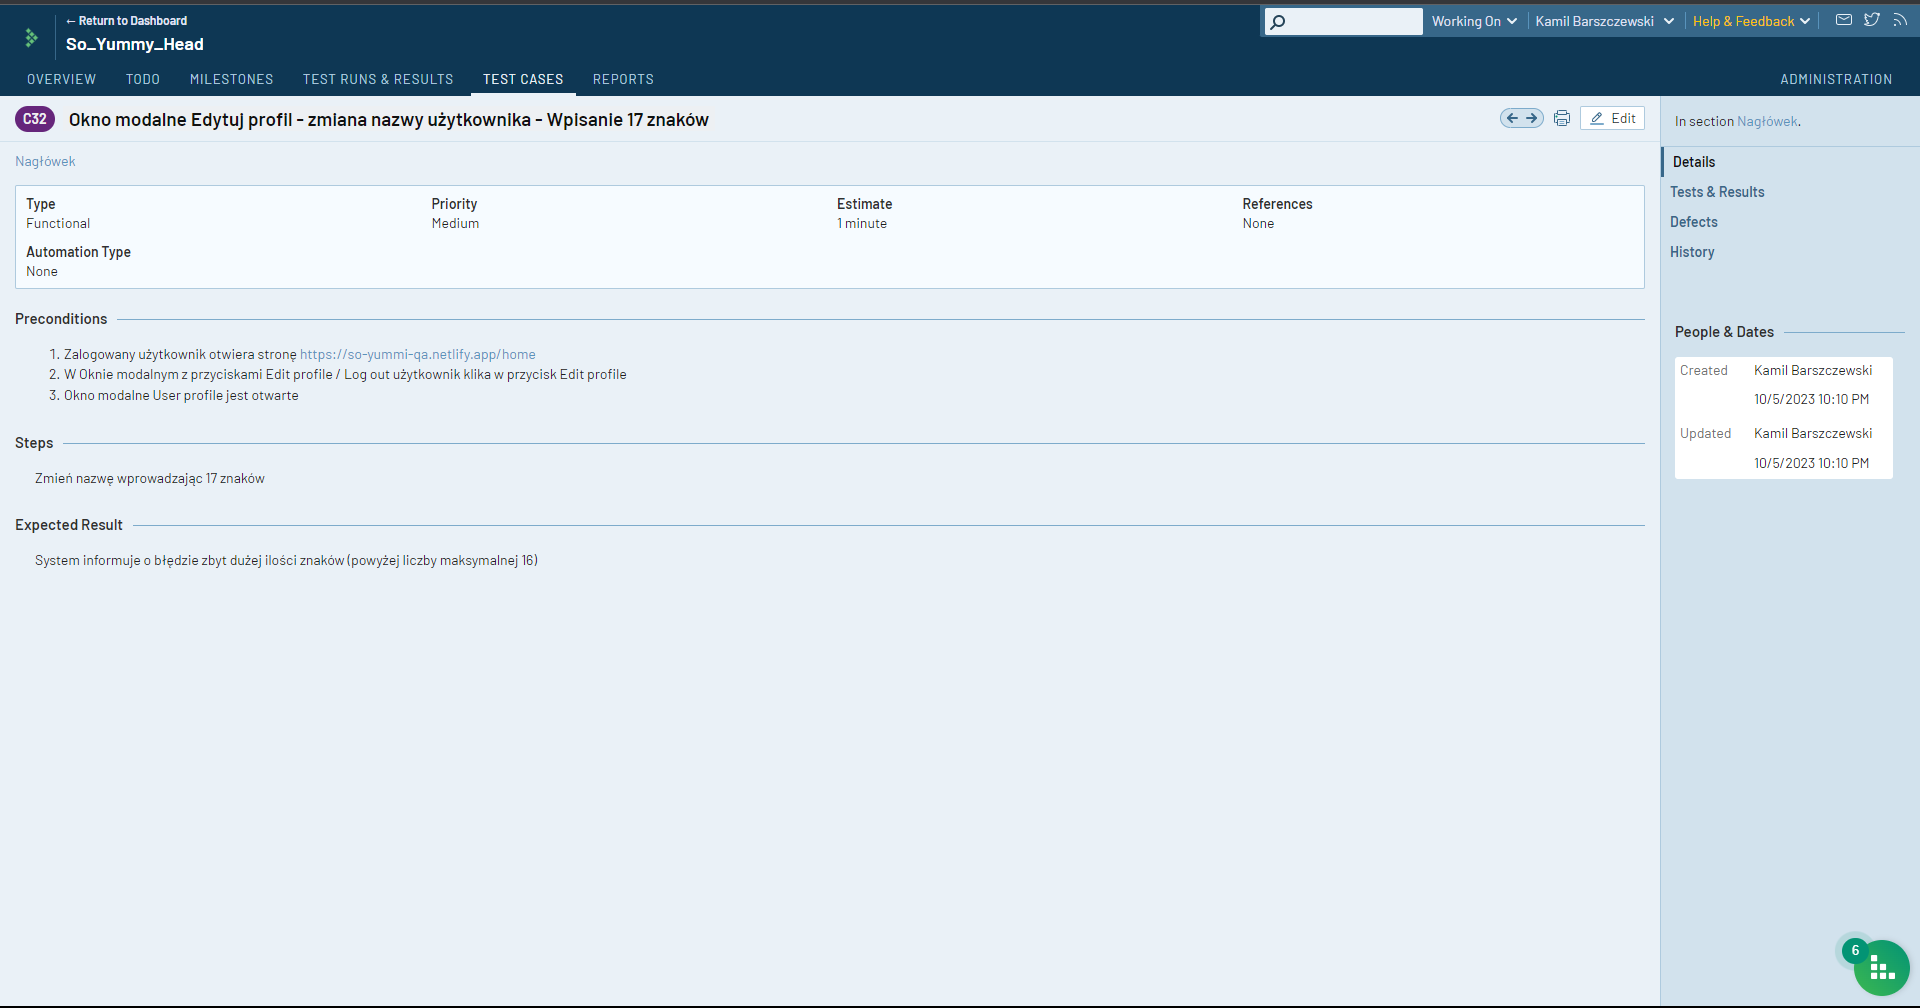 ← Return to Dashboard
So_Yummy_Head
Working On
Kamil Barszczewski
Help & Feedback
OVERVIEW
TODO
MILESTONES
TEST RUNS & RESULTS
TEST CASES
REPORTS
ADMINISTRATION
C32
Okno modalne Edytuj profil - zmiana nazwy użytkownika - Wpisanie 17 znaków
Edit
Nagłówek
Type
Functional
Priority
Medium
Estimate
1 minute
References
None
Automation Type
None
Preconditions
1. Zalogowany użytkownik otwiera stronę https://so-yummi-qa.netlify.app/home
2. W Oknie modalnym z przyciskami Edit profile / Log out użytkownik klika w przycisk Edit profile
3. Okno modalne User profile jest otwarte
Steps
Zmień nazwę wprowadzając 17 znaków
Expected Result
System informuje o błędzie zbyt dużej ilości znaków (powyżej liczby maksymalnej 16)
In section Nagłówek.
Details
Tests & Results
Defects
History
People & Dates
Created
Kamil Barszczewski
10/5/2023 10:10 PM
Updated
Kamil Barszczewski
10/5/2023 10:10 PM
6